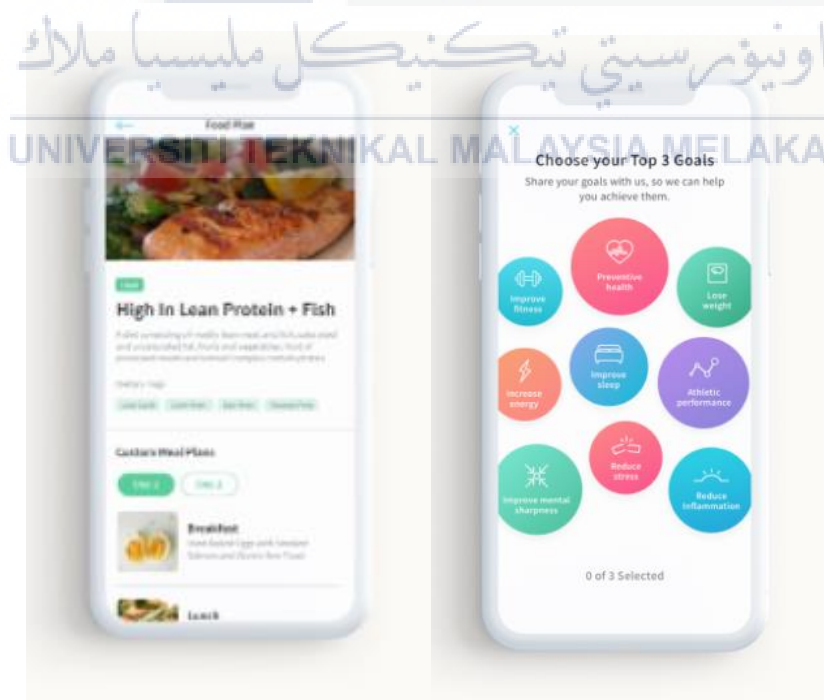 اونيۏرسيتي تيكنيكل مليسيا ملاك
UNIVERSITI TEKNIKAL MALAYSIA MELAKA
Food Plan
High In Lean Protein + Fish
Custom Meal Plans
Breakfast
Lunch
Choose your Top 3 Goals
Share your goals with us, so we can help
you achieve them.
Preventive
health
Improve
fitness
Lose
weight
Improve
sleep
Increase
energy
Athletic
performance
Reduce
stress
Improve mental
sharpness
Reduce
Inflammation
0 of 3 Selected